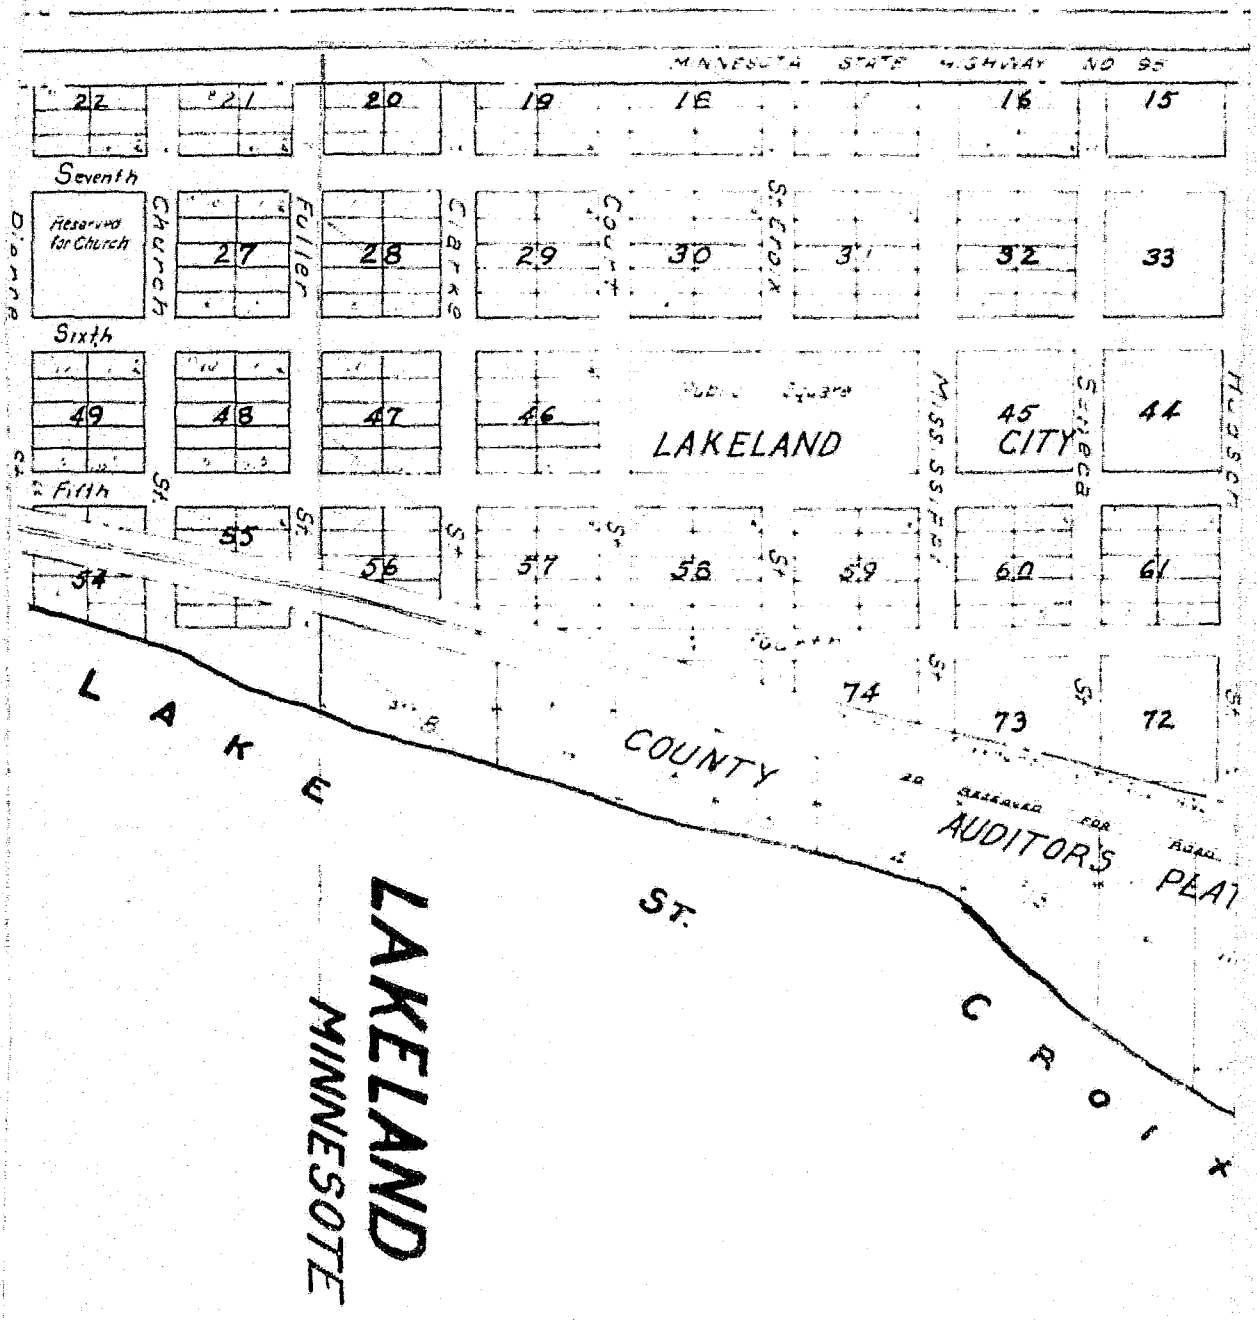 MINNESOTA STATE HIGHWAY NO 95
22 21 20 19 18 16 15
Seventh
Reserved
for Church
Church
Fuller
Clarke
Court
St Croix
27 28 29 30 31 32 33
Sixth
49 48 47 46 45 44
Public Square
LAKELAND CITY
Mississippi
Seneca
Fifth
St.
St.
St
St
St
54 55 56 57 58 59 60 61
Fourth
St
St
St
74 73 72
B
COUNTY
RESERVED FOR ROAD
AUDITOR'S PLAT
LAKE
ST.
CROIX
LAKELAND
MINNESOTE